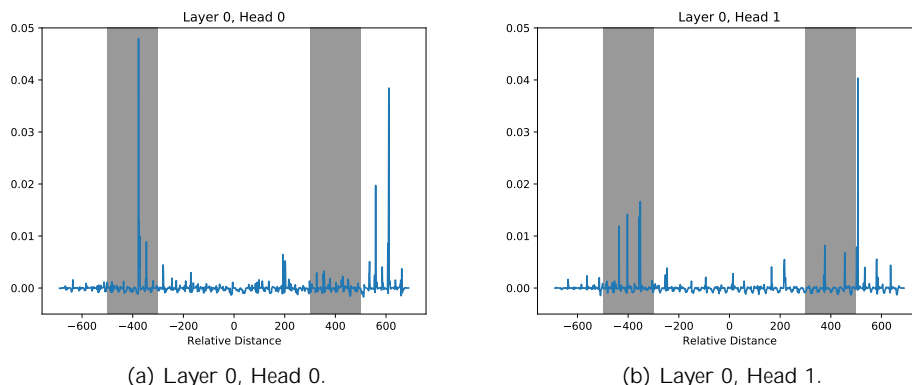 Layer 0, Head 0
0.05
0.04
0.03
0.02
0.01
0.00
−600 −400 −200 0 200 400 600
Relative Distance
(a) Layer 0, Head 0.
Layer 0, Head 1
0.05
0.04
0.03
0.02
0.01
0.00
−600 −400 −200 0 200 400 600
Relative Distance
(b) Layer 0, Head 1.